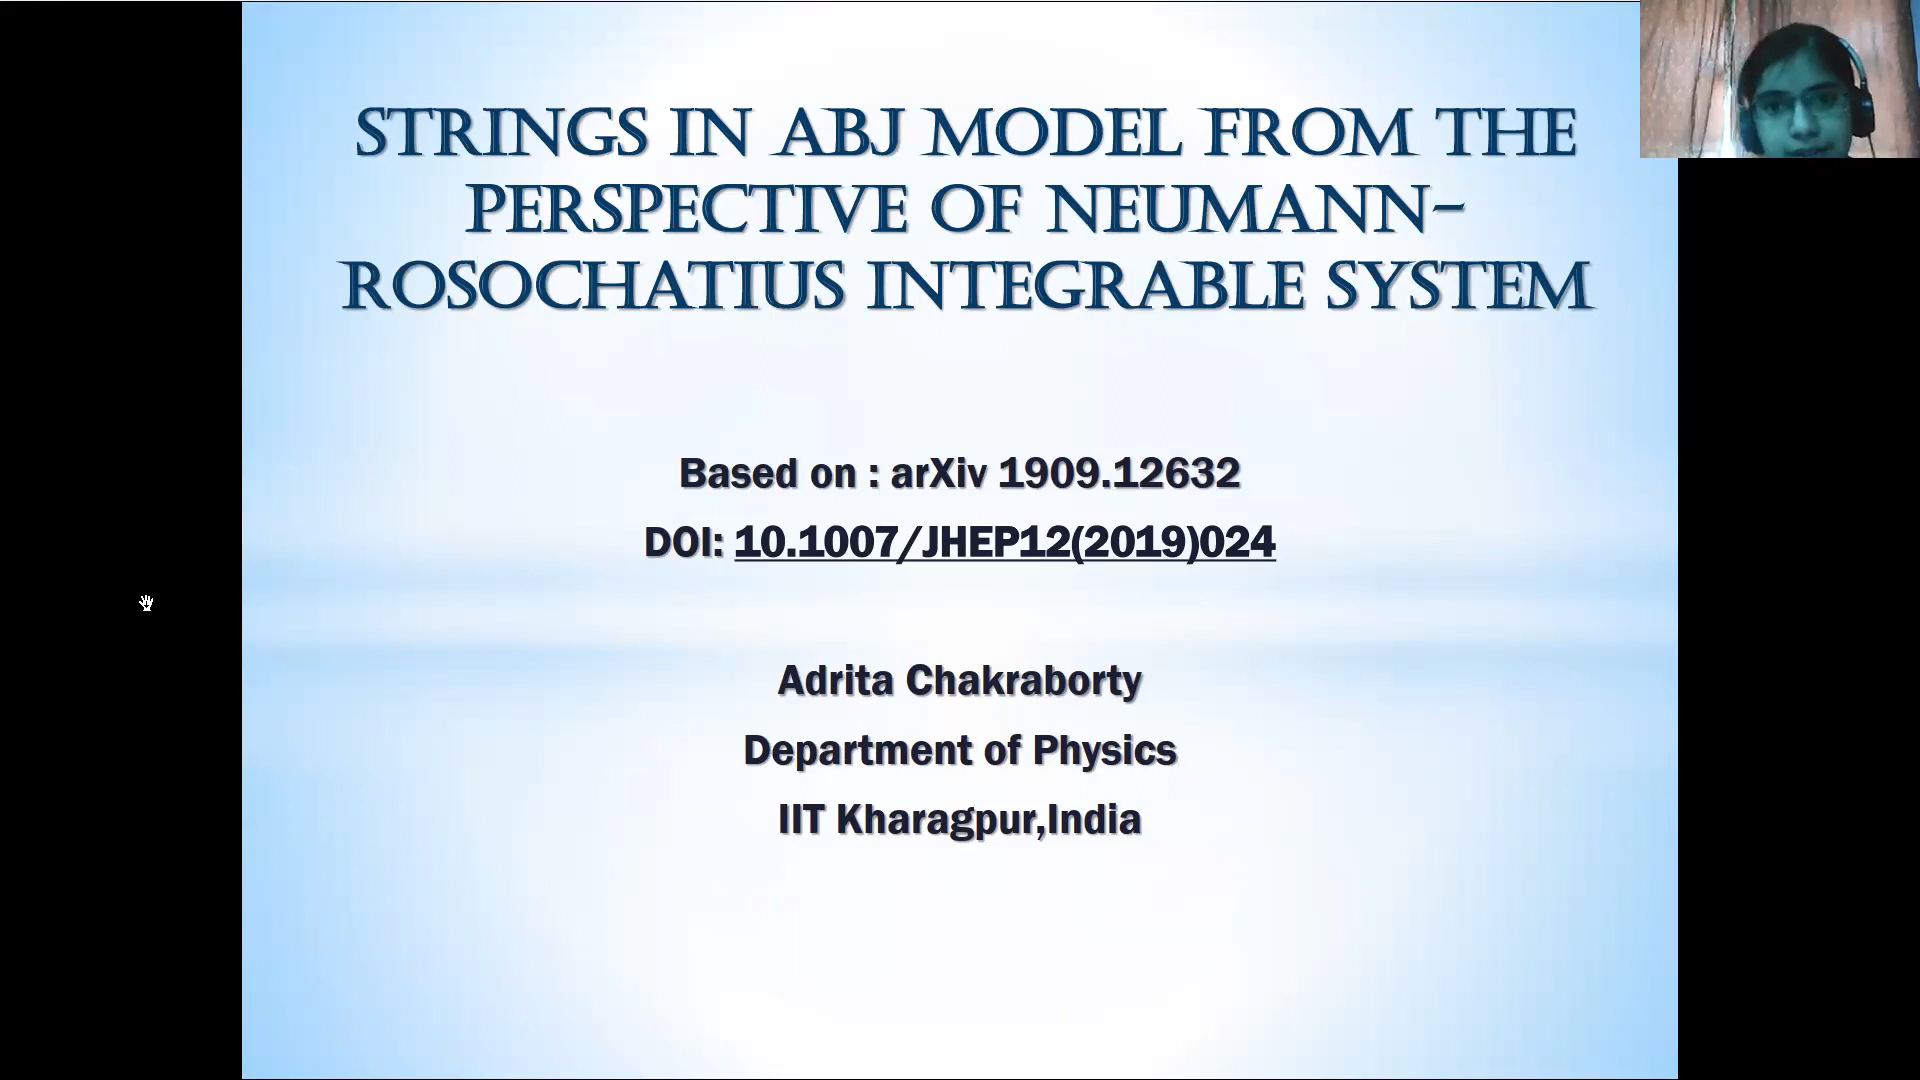 STRINGS IN ABJ MODEL FROM THE
PERSPECTIVE OF NEUMANN-
ROSOCHATIUS INTEGRABLE SYSTEM
Based on : arXiv 1909.12632
DOI: 10.1007/JHEP12(2019)024
Adrita Chakraborty
Department of Physics
IIT Kharagpur,India